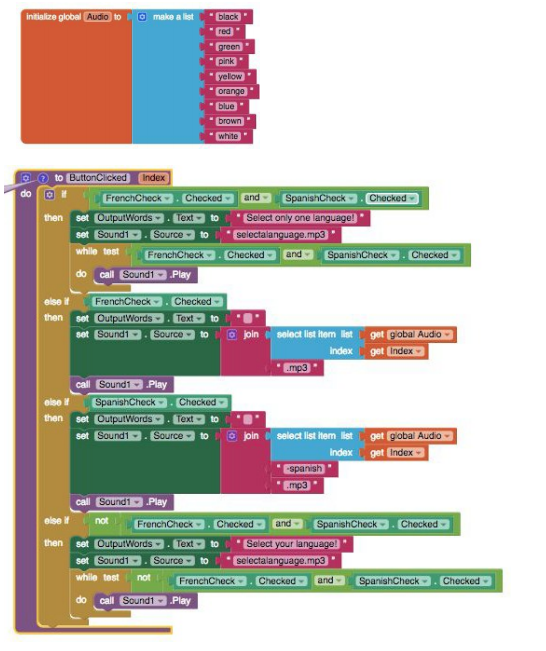 initialize global Audio to make a list " black "
" red "
" green "
" pink "
" yellow "
" orange "
" blue "
" brown "
" white "
? to ButtonClicked Index
do if FrenchCheck . Checked and SpanishCheck . Checked
then set OutputWords . Text to " Select only one language! "
set Sound1 . Source to " selectalanguage.mp3 "
while test FrenchCheck . Checked and SpanishCheck . Checked
do call Sound1 .Play
else if FrenchCheck . Checked
then set OutputWords . Text to " "
set Sound1 . Source to join select list item list get global Audio
index get Index
" .mp3 "
call Sound1 .Play
else if SpanishCheck . Checked
then set OutputWords . Text to " "
set Sound1 . Source to join select list item list get global Audio
index get Index
" -spanish "
" .mp3 "
call Sound1 .Play
else if not FrenchCheck . Checked and SpanishCheck . Checked
then set OutputWords . Text to " Select your language! "
set Sound1 . Source to " selectalanguage.mp3 "
while test not FrenchCheck . Checked and SpanishCheck . Checked
do call Sound1 .Play